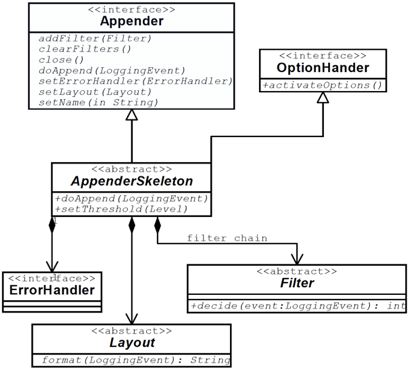 <<interface>>
Appender
addFilter(Filter)
clearFilters()
close()
doAppend(LoggingEvent)
setErrorHandler(ErrorHandler)
setLayout(Layout)
setName(in String)
<<interface>>
OptionHander
+activateOptions()
<<abstract>>
AppenderSkeleton
+doAppend(LoggingEvent)
+setThreshold(Level)
filter chain
<<interface>>
ErrorHandler
<<abstract>>
Filter
+decide(event:LoggingEvent): int
<<abstract>>
Layout
format(LoggingEvent): String